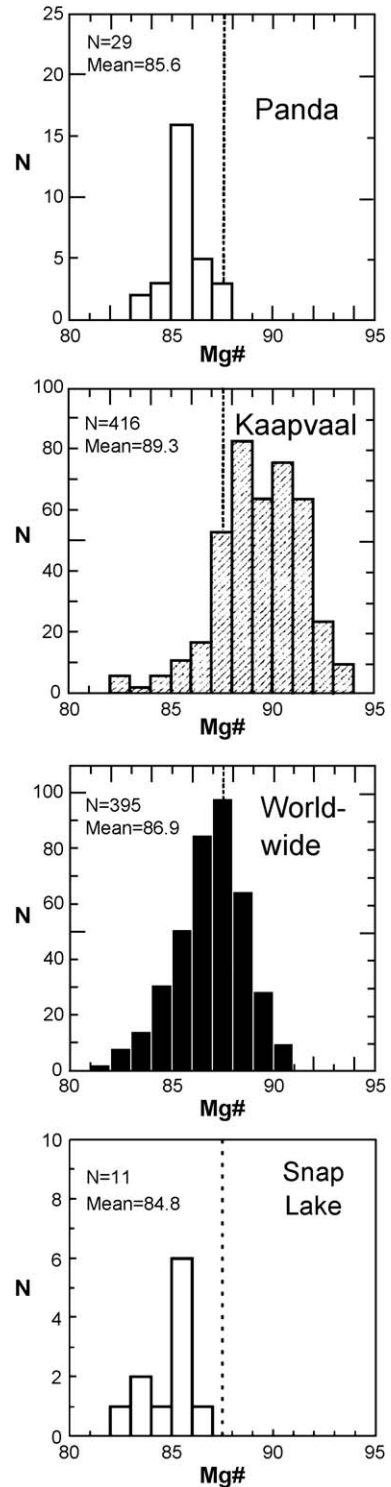 25
N=29
Mean=85.6
20
Panda
15
N
10
5
0
80 85 90 95
Mg#
100
N=416
Mean=89.3
Kaapvaal
80
60
N
40
20
0
80 85 90 95
Mg#
100
N=395
Mean=86.9
World-
wide
80
60
N
40
20
0
80 85 90 95
Mg#
10
N=11
Mean=84.8
Snap
Lake
8
6
N
4
2
0
80 85 90 95
Mg#